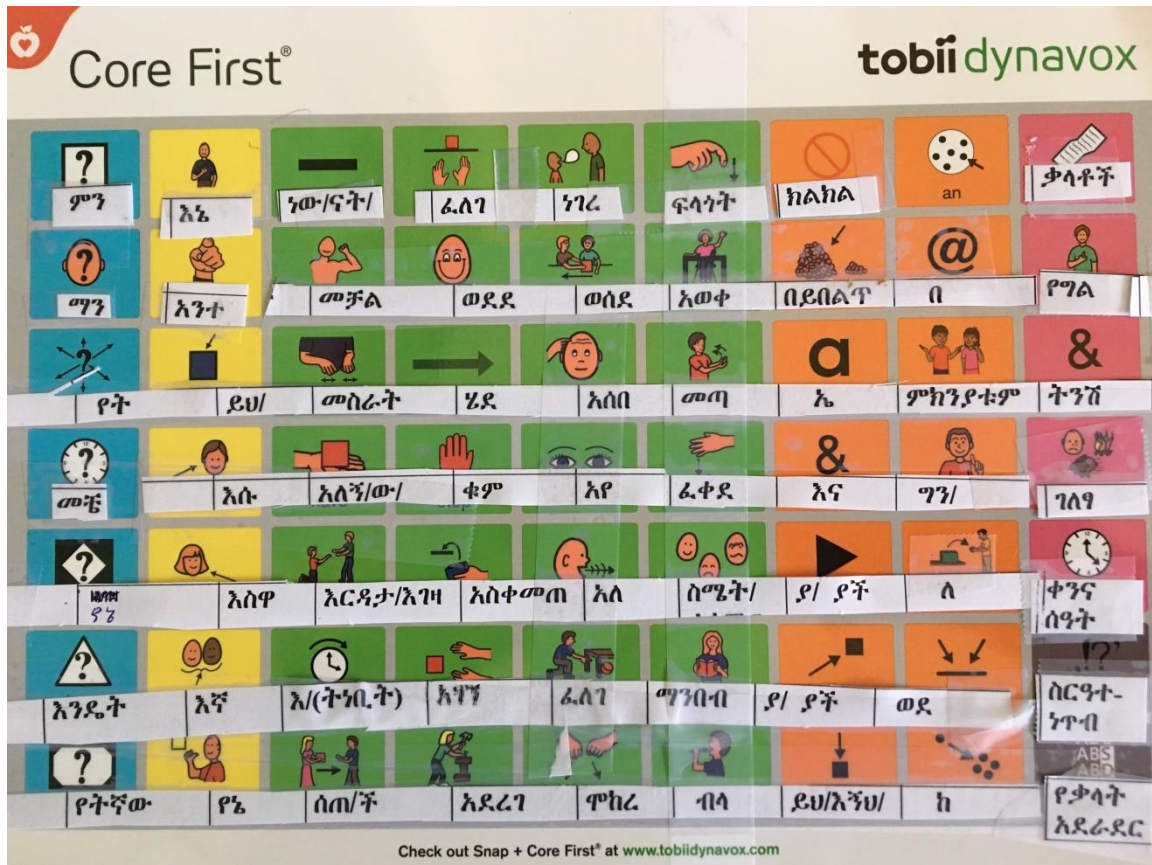 Core First®
tobii dynavox
ምን እኔ ነው/ናት/ ፈለገ ነገረ ፍላጎት ክልክል an ቃላቶች
ማን አንተ መቻል ወደደ ወሰደ አወቀ በይበልጥ @ በ የግል
የት ይህ/ መስራት ሄደ አሰበ መጣ a ኤ ምክንያቱም & ትንሽ
መቼ እሱ አለኝ/ው/ ቁም አየ ፈቀደ & እና ግን/ ገለፃ
የኔ እስዋ እርዳታ/እገዛ አስቀመጠ አለ ስሜት/ ያ/ ያች ለ ቀንና
ሰዓት
እንዴት እኛ እ/(ትነቢት) አገኘ ፈለገ ማንበብ ያ/ ያች ወደ !?' ስርዓተ-
ነጥብ
የትኛው የኔ ሰጠ/ች አደረገ ሞከረ ብላ ይህ/እኝህ/ ከ ABS
ABD
የቃላት
አደራደር
Check out Snap + Core First® at www.tobiidynavox.com